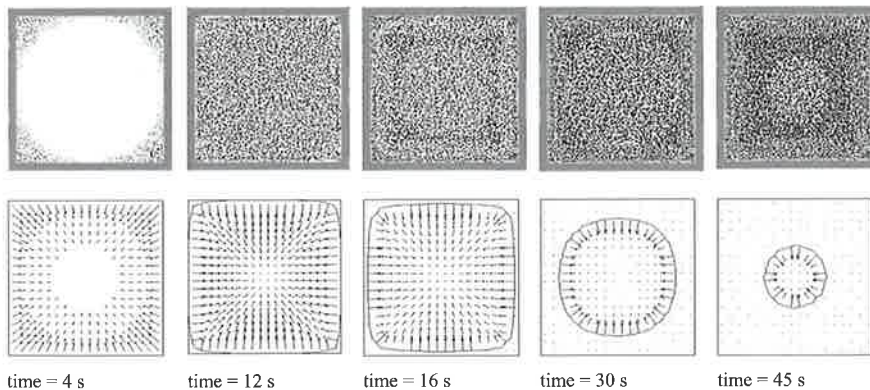 time = 4 s time = 12 s time = 16 s time = 30 s time = 45 s